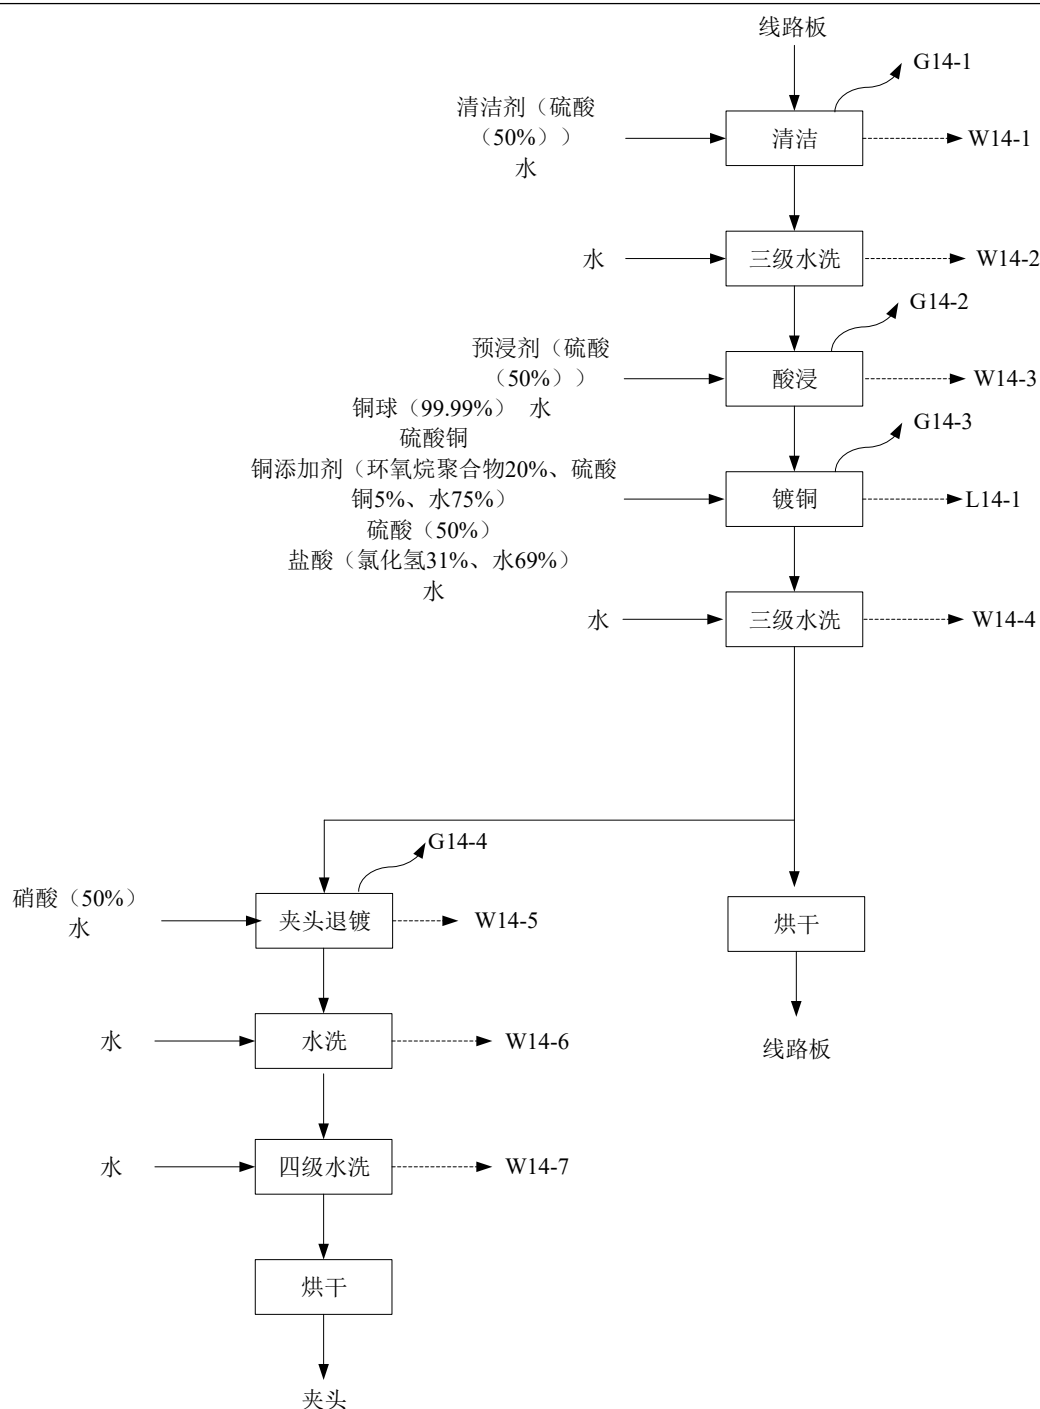 线路板
G14-1
清洁剂（硫酸
（50%））
水
清洁
W14-1
水
三级水洗
W14-2
G14-2
预浸剂（硫酸
（50%））
酸浸
W14-3
铜球（99.99%） 水
硫酸铜
G14-3
铜添加剂（环氧烷聚合物20%、硫酸
铜5%、水75%）
镀铜
L14-1
硫酸（50%）
盐酸（氯化氢31%、水69%）
水
水
三级水洗
W14-4
G14-4
硝酸（50%）
水
夹头退镀
W14-5
烘干
水
水洗
W14-6
线路板
水
四级水洗
W14-7
烘干
夹头